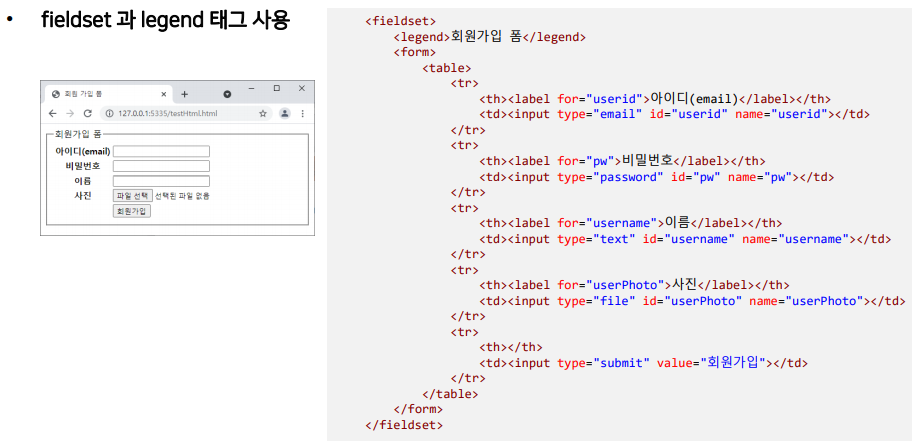 • fieldset 과 legend 태그 사용
회원 가입 폼
127.0.0.1:5335/testHtml.html
회원가입 폼
아이디(email)
비밀번호
이름
사진 파일 선택 선택된 파일 없음
회원가입
<fieldset>
<legend>회원가입 폼</legend>
<form>
<table>
<tr>
<th><label for="userid">아이디(email)</label></th>
<td><input type="email" id="userid" name="userid"></td>
</tr>
<tr>
<th><label for="pw">비밀번호</label></th>
<td><input type="password" id="pw" name="pw"></td>
</tr>
<tr>
<th><label for="username">이름</label></th>
<td><input type="text" id="username" name="username"></td>
</tr>
<tr>
<th><label for="userPhoto">사진</label></th>
<td><input type="file" id="userPhoto" name="userPhoto"></td>
</tr>
<tr>
<th></th>
<td><input type="submit" value="회원가입"></td>
</tr>
</table>
</form>
</fieldset>